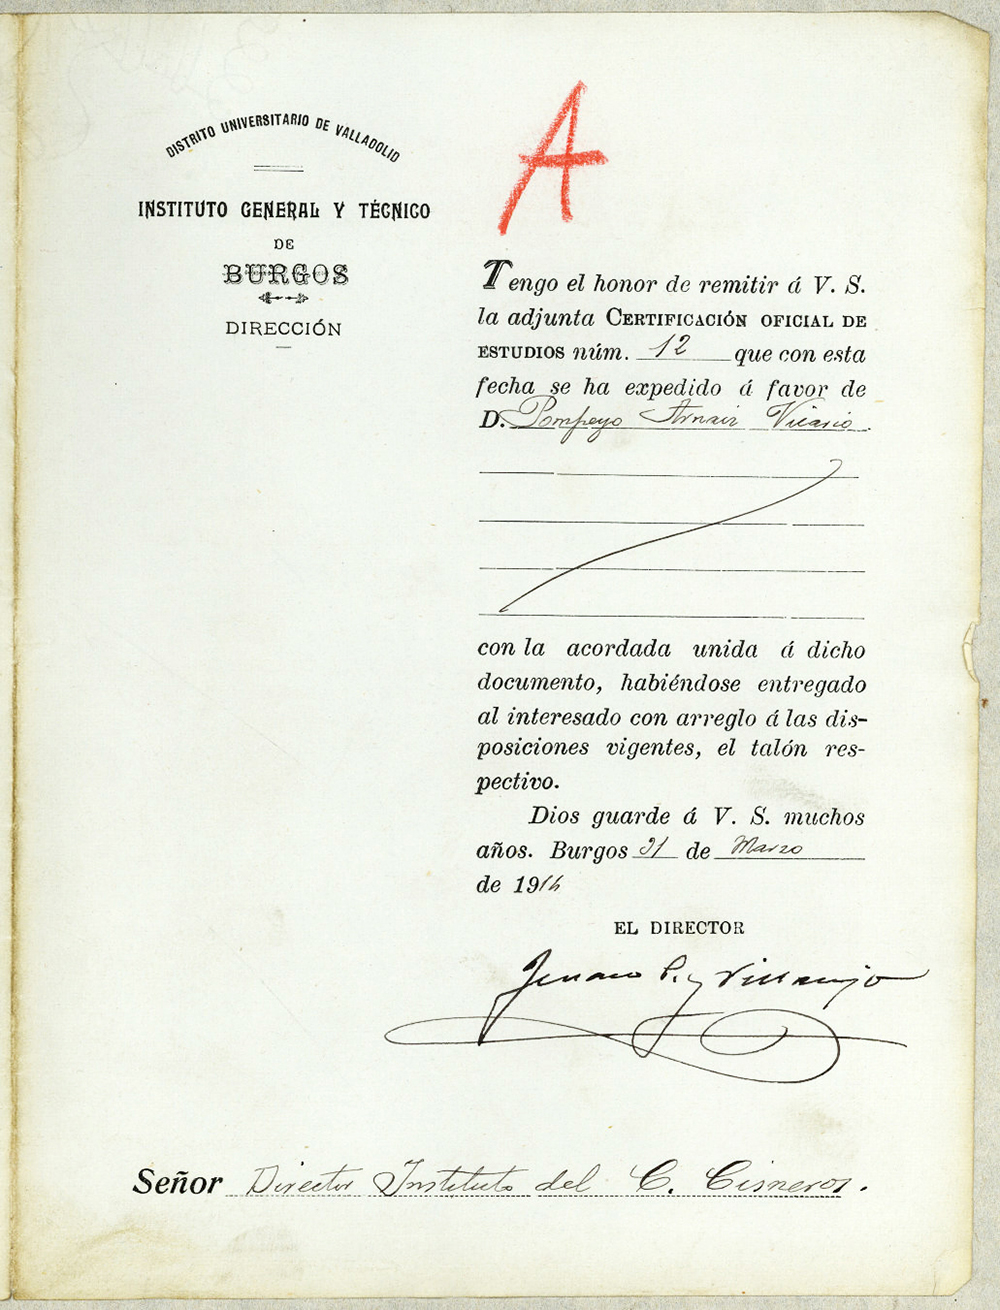 DISTRITO UNIVERSITARIO DE VALLADOLID
INSTITUTO GENERAL Y TÉCNICO
DE
BURGOS
DIRECCIÓN
A
Tengo el honor de remitir á V. S.
la adjunta CERTIFICACIÓN OFICIAL DE
ESTUDIOS núm. 12 que con esta
fecha se ha expedido á favor de
D. Pompeyo Arnaiz Vicario.
con la acordada unida á dicho
documento, habiéndose entregado
al interesado con arreglo á las dis-
posiciones vigentes, el talón res-
pectivo.
Dios guarde á V. S. muchos
años. Burgos 31 de Marzo
de 19
EL DIRECTOR
P. y Villanejo
Señor Director Instituto del C. Cisneros.